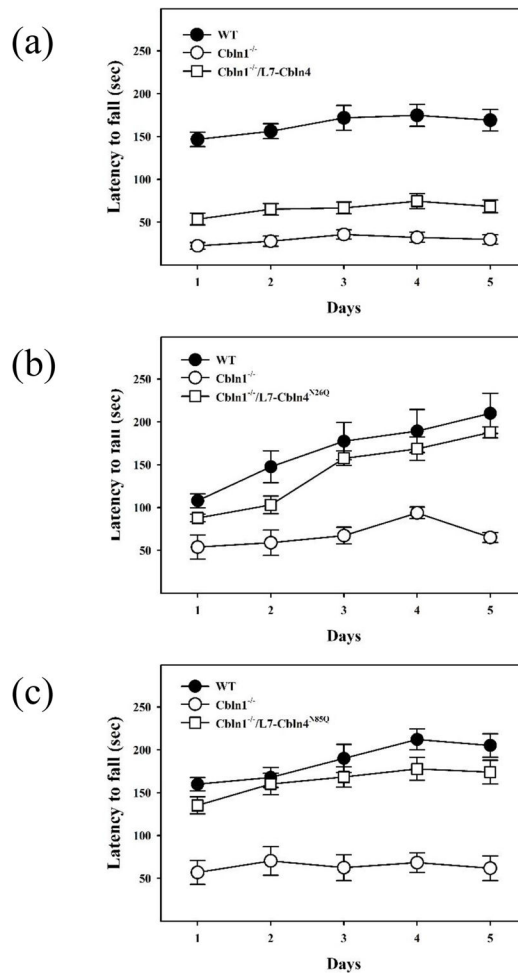 (a)
WT
Cbln1-/-
Cbln1-/-/L7-Cbln4
Latency to fall (sec)
250
200
150
100
50
1 2 3 4 5
Days
(b)
WT
Cbln1-/-
Cbln1-/-/L7-Cbln4N26Q
Latency to fall (sec)
250
200
150
100
50
1 2 3 4 5
Days
(c)
WT
Cbln1-/-
Cbln1-/-/L7-Cbln4N85Q
Latency to fall (sec)
250
200
150
100
50
1 2 3 4 5
Days